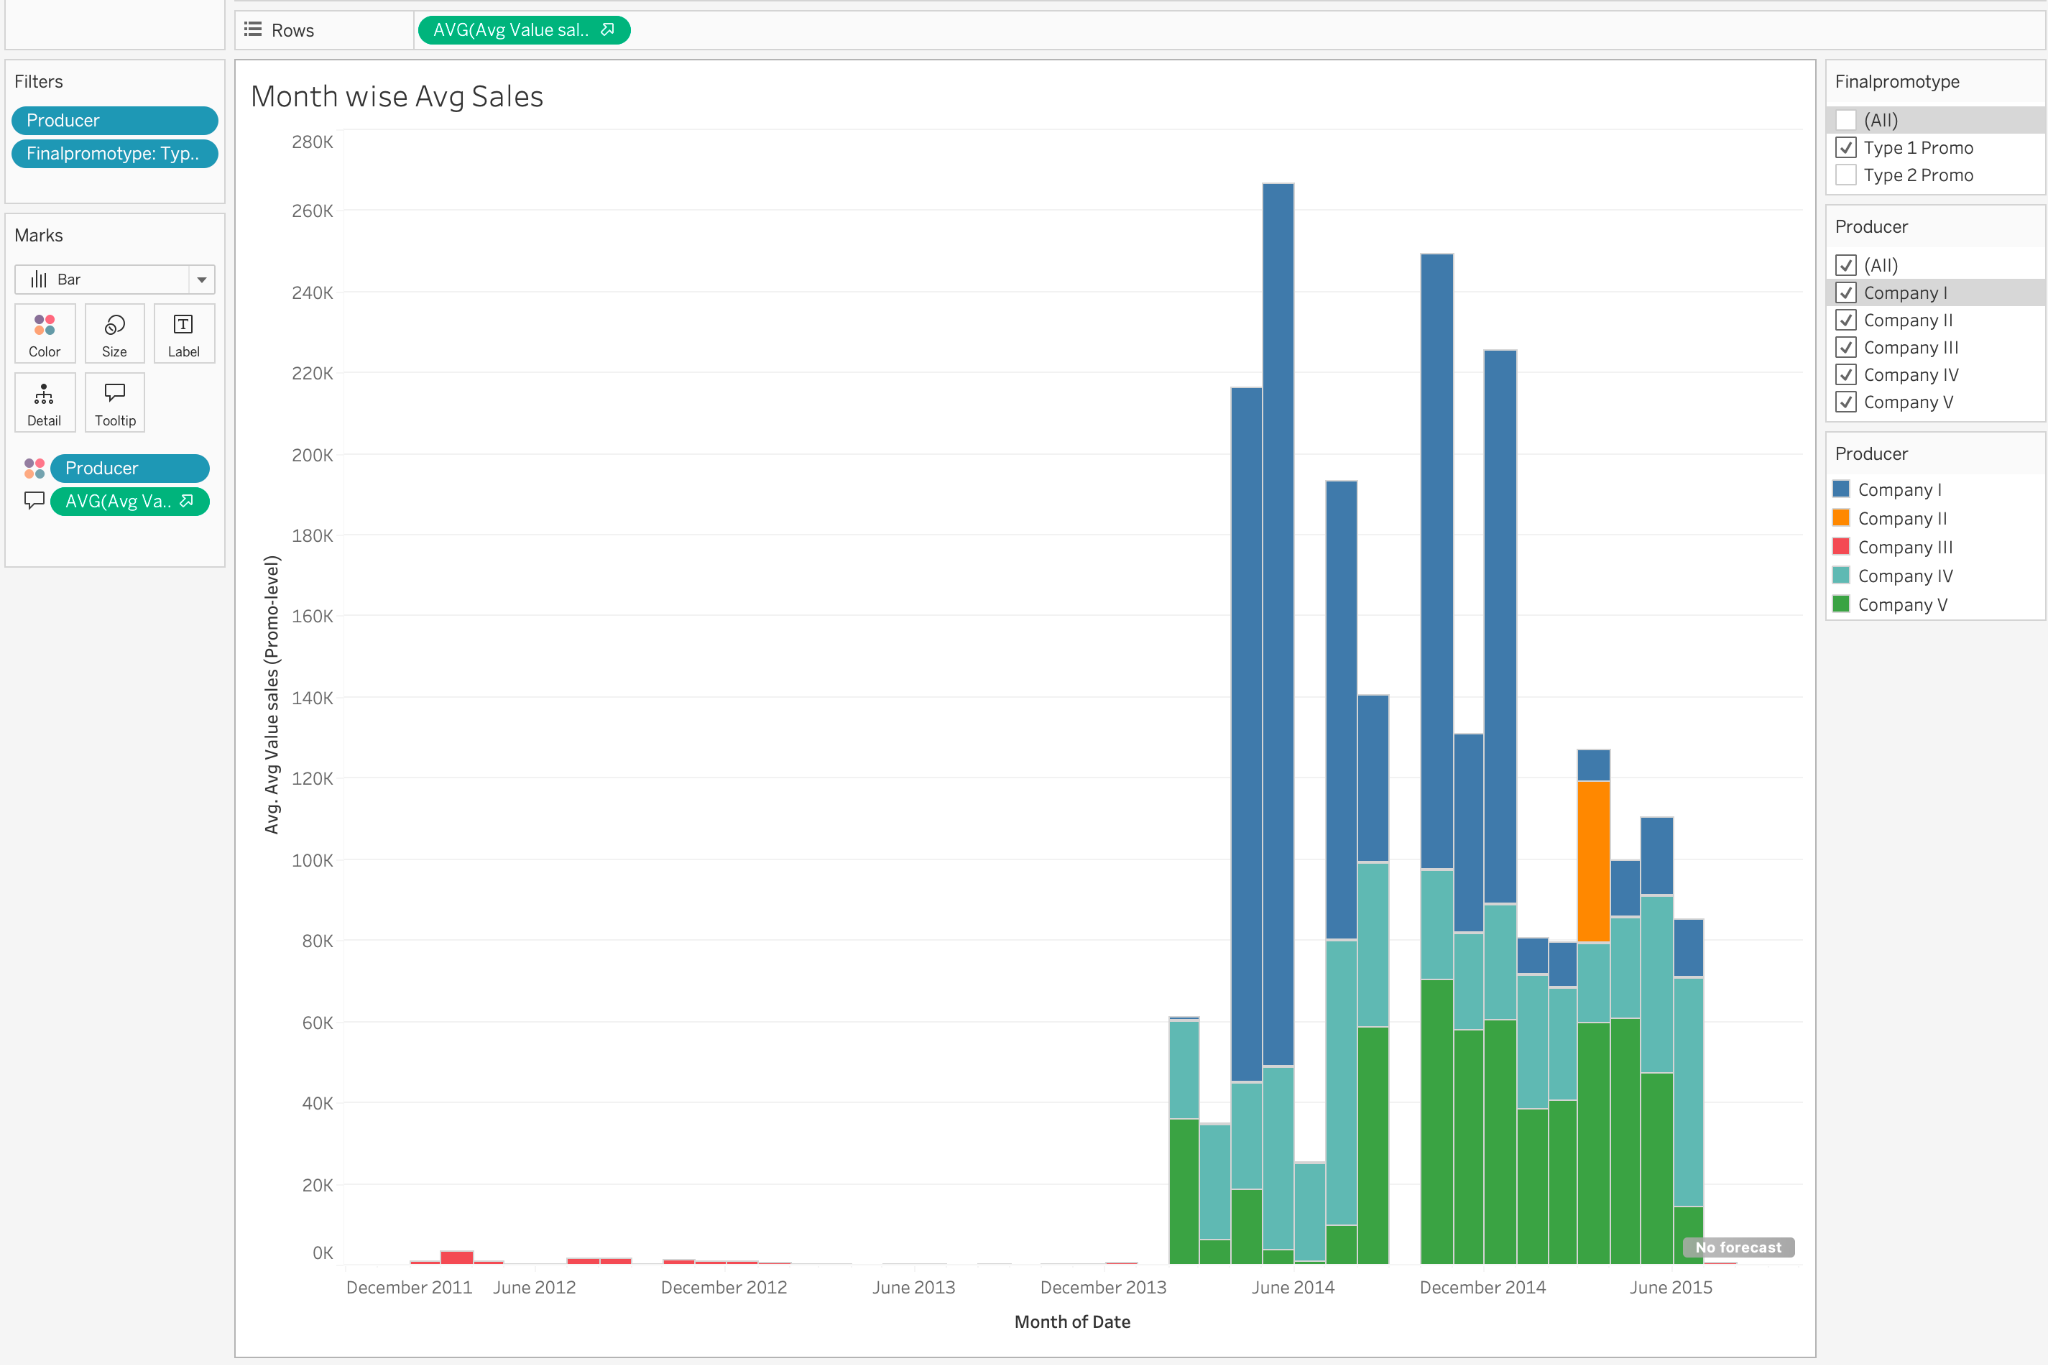 Rows
AVG(Avg Value sal..
Filters
Producer
Finalpromotype: Typ..
Marks
Bar
Color
Size
Label
Detail
Tooltip
Producer
AVG(Avg Va..
Month wise Avg Sales
280K
260K
240K
220K
200K
180K
160K
140K
120K
100K
80K
60K
40K
20K
0K
Avg. Avg Value sales (Promo-level)
No forecast
December 2011 June 2012 December 2012 June 2013 December 2013 June 2014 December 2014 June 2015
Month of Date
Finalpromotype
(All)
Type 1 Promo
Type 2 Promo
Producer
(All)
Company I
Company II
Company III
Company IV
Company V
Producer
Company I
Company II
Company III
Company IV
Company V